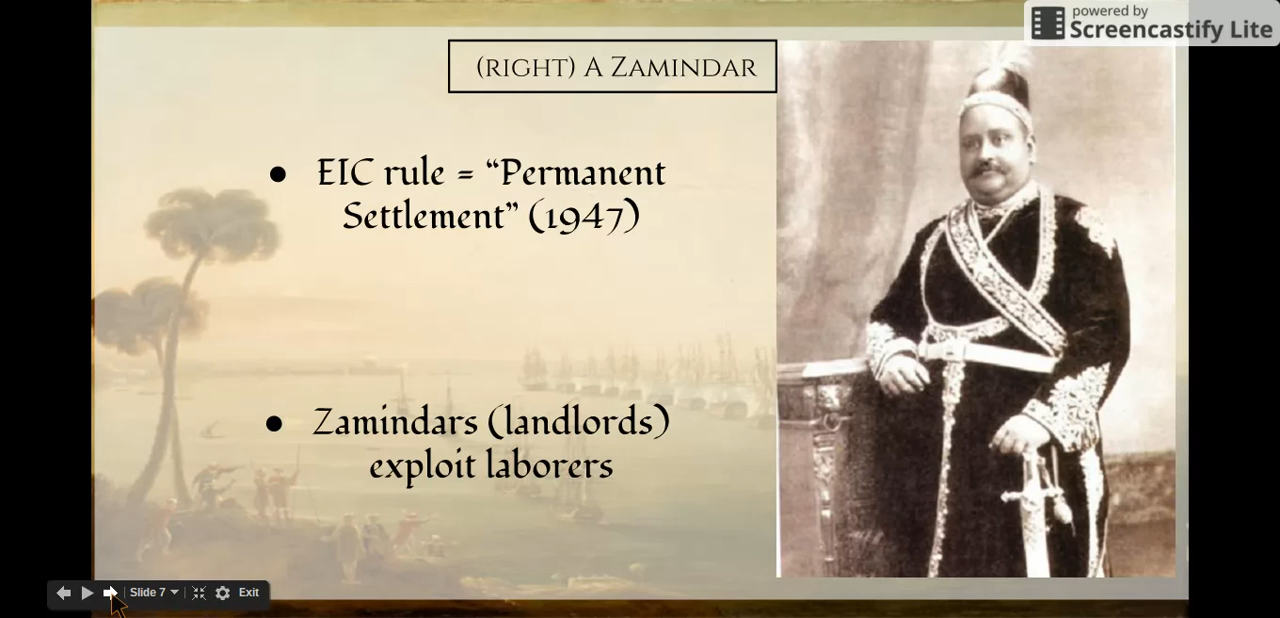 powered by
Screencastify Lite
(RIGHT) A ZAMINDAR
● EIC rule = “Permanent
Settlement” (1947)
● Zamindars (landlords)
exploit laborers
Slide 7
Exit